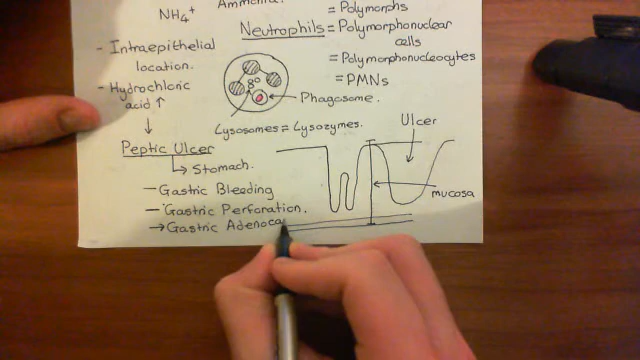 Ammonia.
NH₄⁺
= Polymorphs
Neutrophils = Polymorphonuclear
cells
= Polymorphonucleocytes
= PMNs
- Intraepithelial
location.
- Hydrochloric
acid ↑
Phagosome.
Lysosomes = Lysozymes.
↓
Peptic Ulcer
→ Stomach.
- Gastric Bleeding
- Gastric Perforation.
→ Gastric Adenoca
Ulcer
mucosa